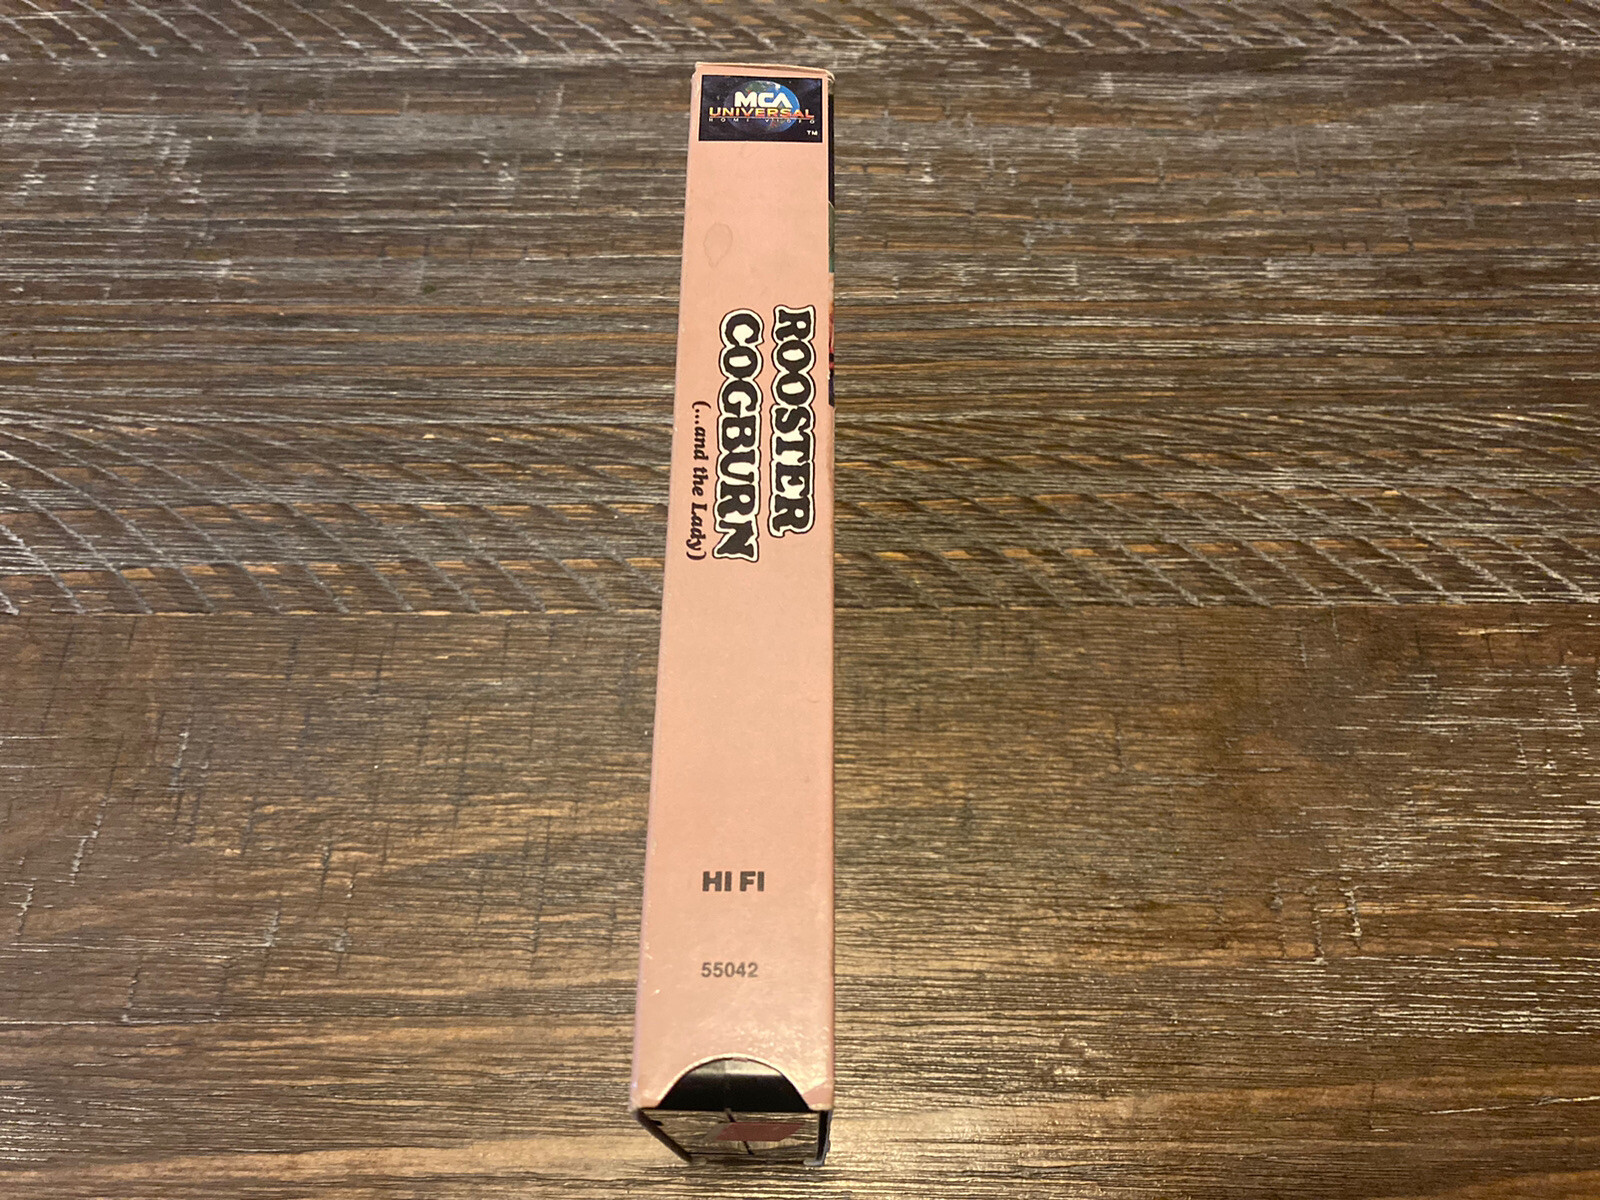 MCA
UNIVERSAL
HOME VIDEO
TM
ROOSTER
COGBURN
(...and the Lady)
HI FI
55042